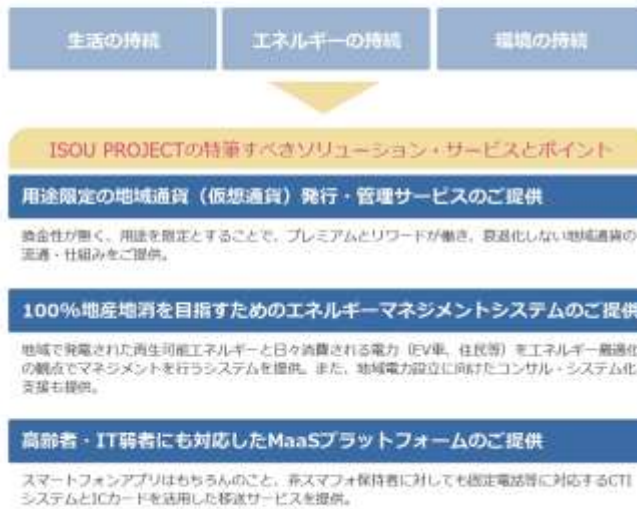 生活の持続
エネルギーの持続
環境の持続
ISOU PROJECTの特筆すべきソリューション・サービスとポイント
用途限定の地域通貨（仮想通貨）発行・管理サービスのご提供
換金性が無く、用途を限定とすることで、プレミアムとリワードが働き、衰退化しない地域通貨の
流通・仕組みをご提供。
100%地産地消を目指すためのエネルギーマネジメントシステムのご提供
地域で発電された再生可能エネルギーと日々消費される電力（EV車、住民等）をエネルギー最適化
の観点でマネジメントを行うシステムを提供。また、地域電力設立に向けたコンサル・システム化
支援も提供。
高齢者・IT弱者にも対応したMaaSプラットフォームのご提供
スマートフォンアプリはもちろんのこと、非スマフォ保持者に対しても固定電話等に対応するCTI
システムとICカードを活用した移送サービスを提供。